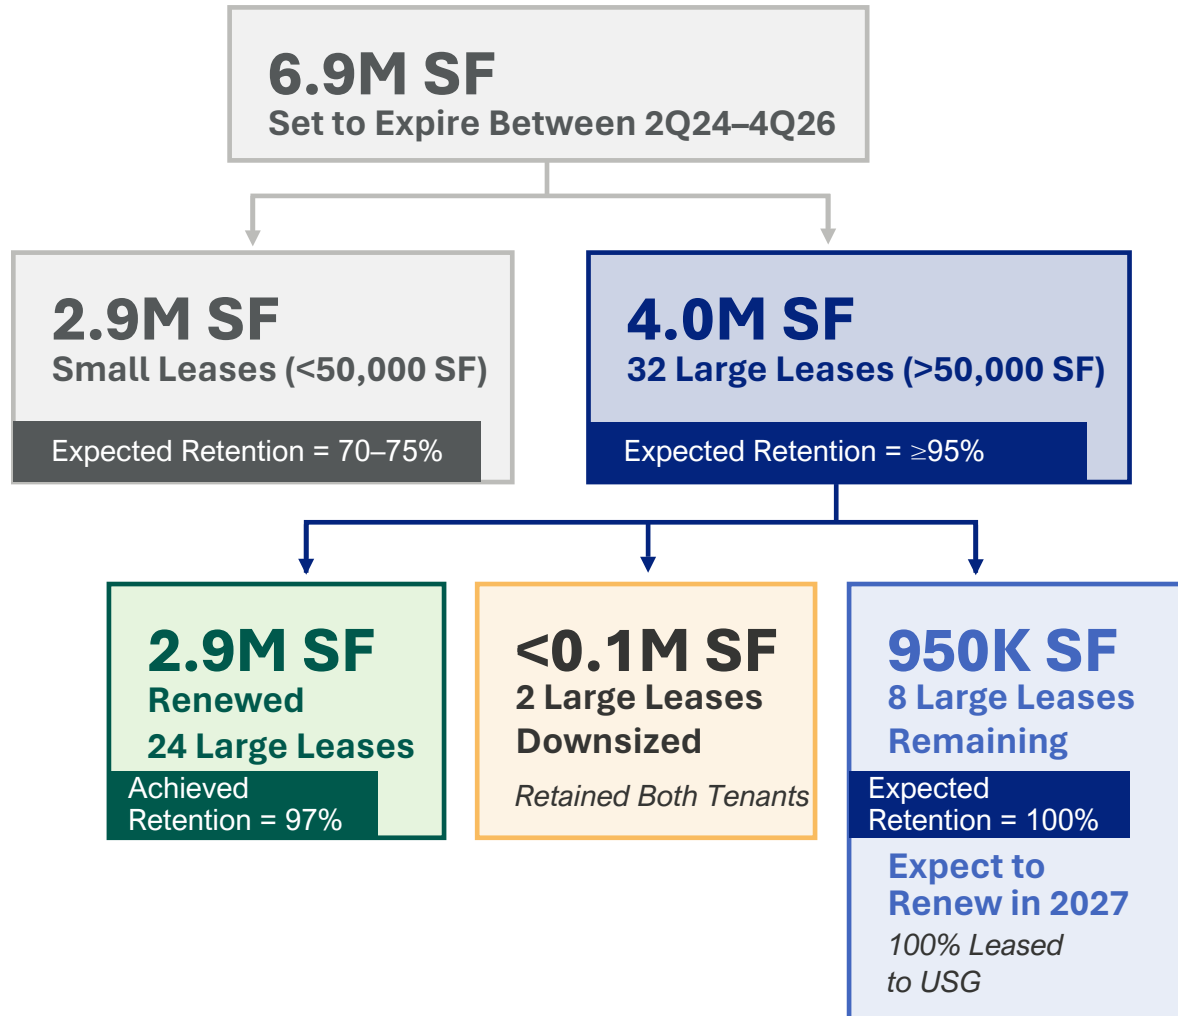 6.9M SF
Set to Expire Between 2Q24–4Q26
2.9M SF
Small Leases (<50,000 SF)
Expected Retention = 70–75%
4.0M SF
32 Large Leases (>50,000 SF)
Expected Retention = ≥95%
2.9M SF
Renewed
24 Large Leases
Achieved
Retention = 97%
<0.1M SF
2 Large Leases
Downsized
Retained Both Tenants
950K SF
8 Large Leases
Remaining
Expected
Retention = 100%
Expect to
Renew in 2027
100% Leased
to USG